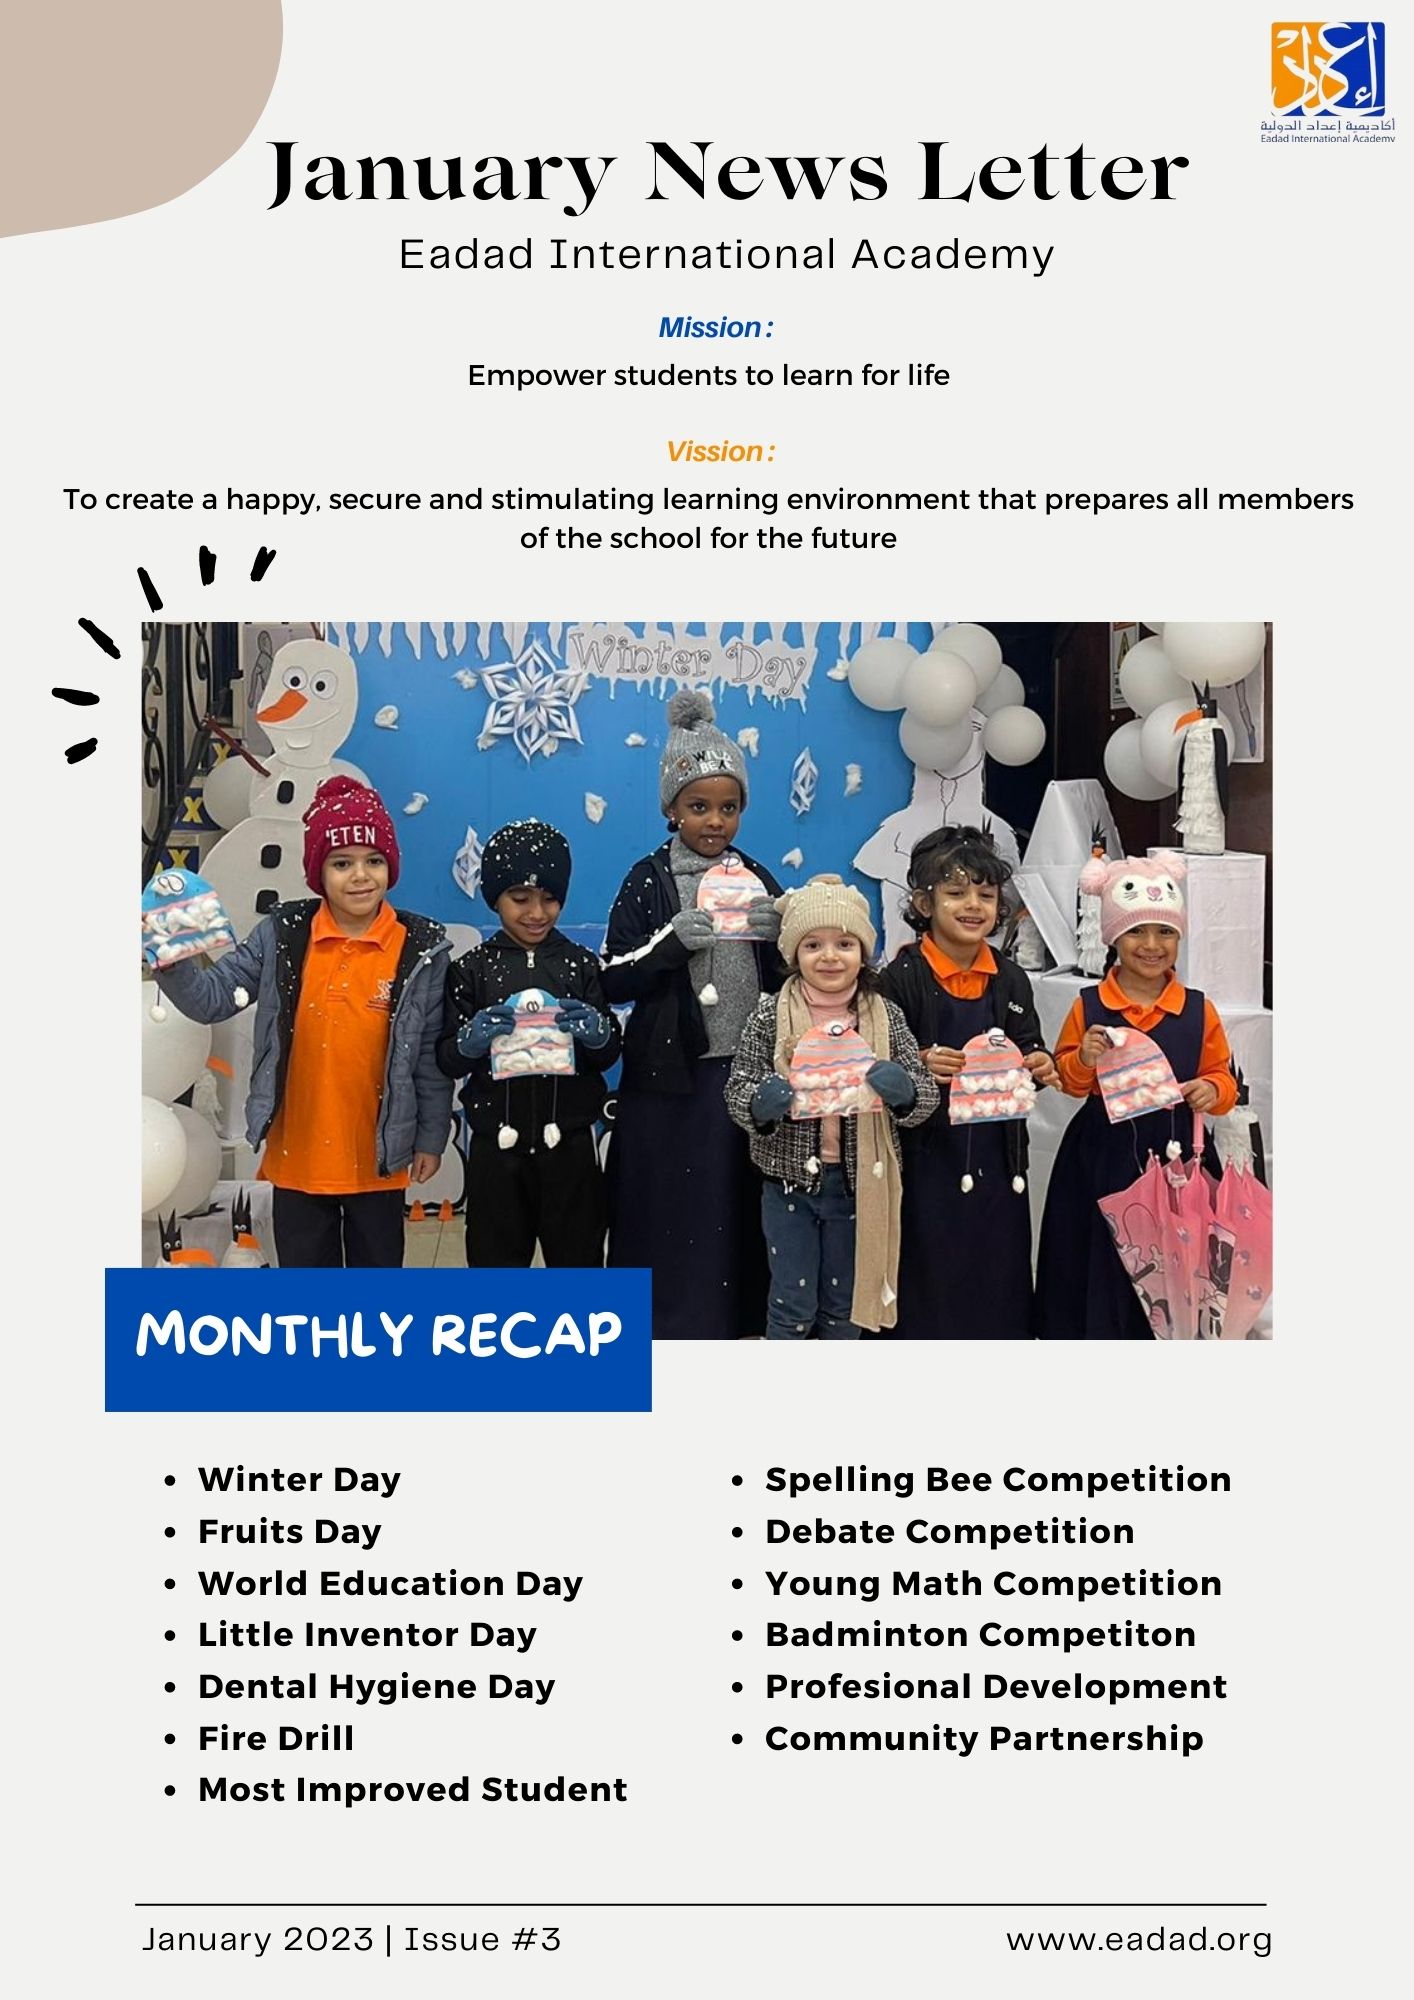 إعداد
أكاديمية إعداد الدولية
Eadad International Academy
January News Letter
Eadad International Academy
Mission:
Empower students to learn for life
Vission:
To create a happy, secure and stimulating learning environment that prepares all members
of the school for the future
Winter Day
'ETEN
MONTHLY RECAP
• Winter Day
• Fruits Day
• World Education Day
• Little Inventor Day
• Dental Hygiene Day
• Fire Drill
• Most Improved Student
• Spelling Bee Competition
• Debate Competition
• Young Math Competition
• Badminton Competiton
• Profesional Development
• Community Partnership
January 2023 | Issue #3
www.eadad.org